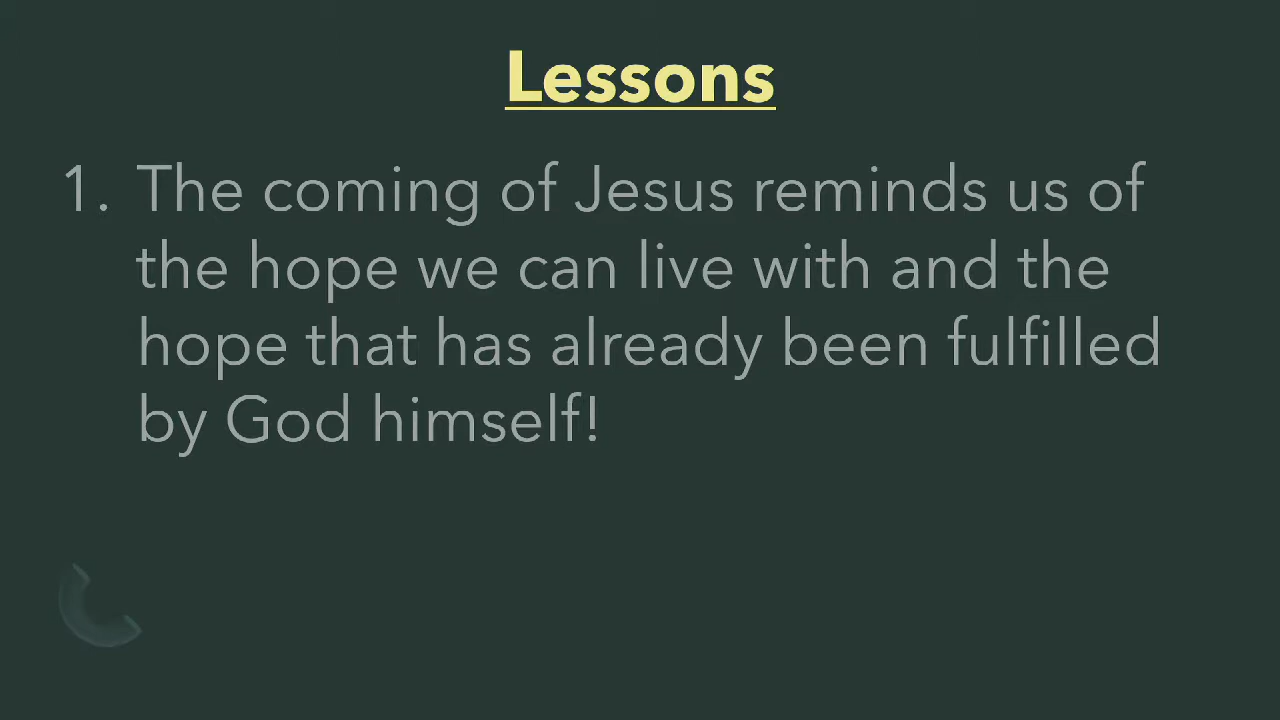 Lessons
1. The coming of Jesus reminds us of
the hope we can live with and the
hope that has already been fulfilled
by God himself!